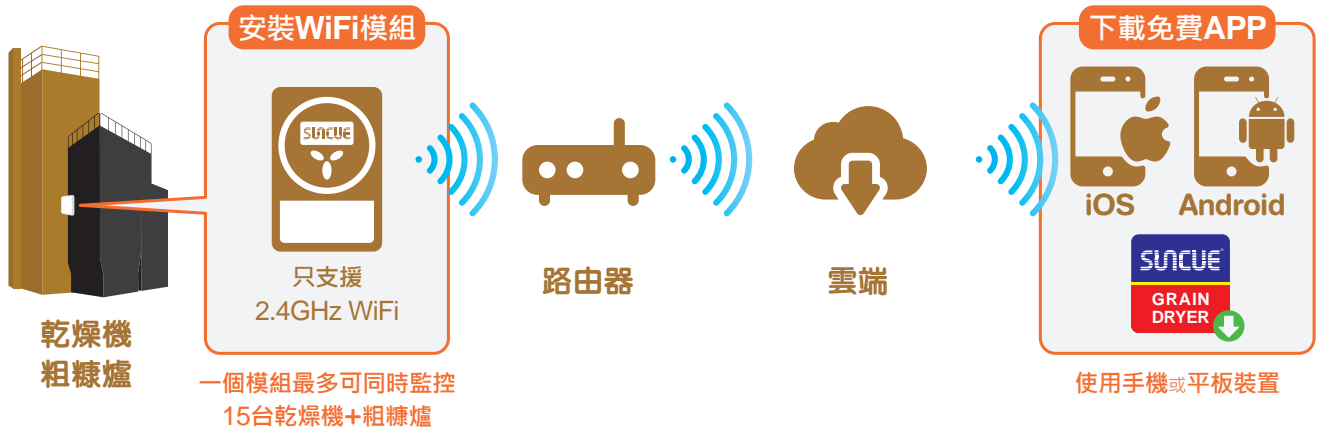 乾燥機
粗糠爐
安裝WiFi模組
SUNCUE
只支援
2.4GHz WiFi
一個模組最多可同時監控
15台乾燥機+粗糠爐
路由器
雲端
下載免費APP
iOS
Android
SUNCUE
GRAIN
DRYER
使用手機或平板裝置